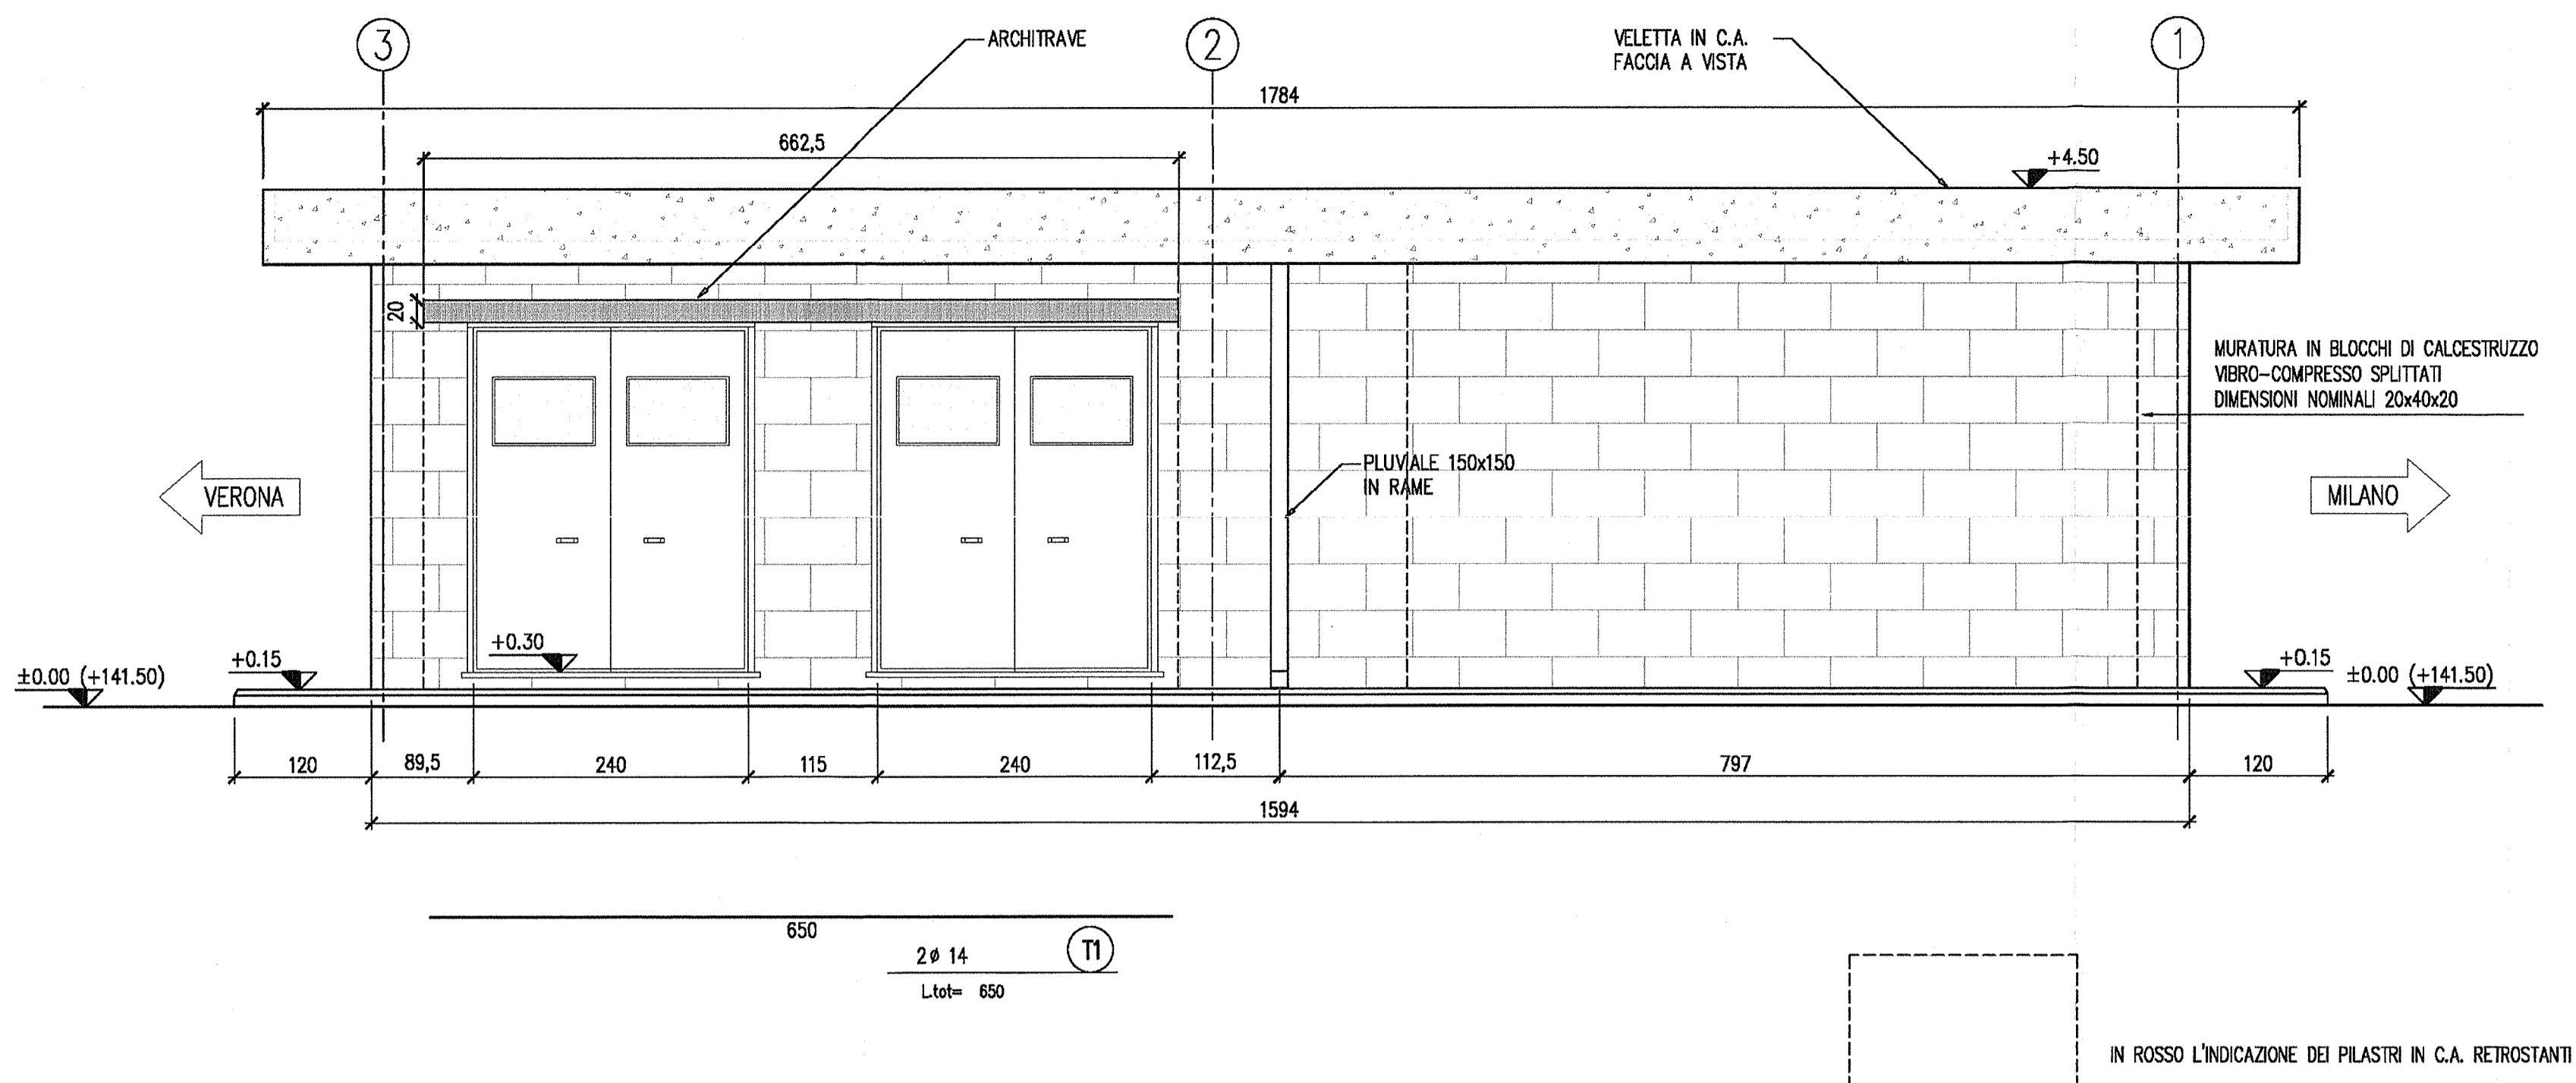 3
2
1
ARCHITRAVE
VELETTA IN C.A.
FACCIA A VISTA
1784
662,5
+4.50
20
MURATURA IN BLOCCHI DI CALCESTRUZZO
VIBRO-COMPRESSO SPLITTATI
DIMENSIONI NOMINALI 20x40x20
PLUVIALE 150x150
IN RAME
VERONA
MILANO
+0.30
+0.15
±0.00 (+141.50)
+0.15
±0.00 (+141.50)
120
89,5
240
115
240
112,5
797
120
1594
650
2ø 14
T1
L.tot= 650
IN ROSSO L'INDICAZIONE DEI PILASTRI IN C.A. RETROSTANTI